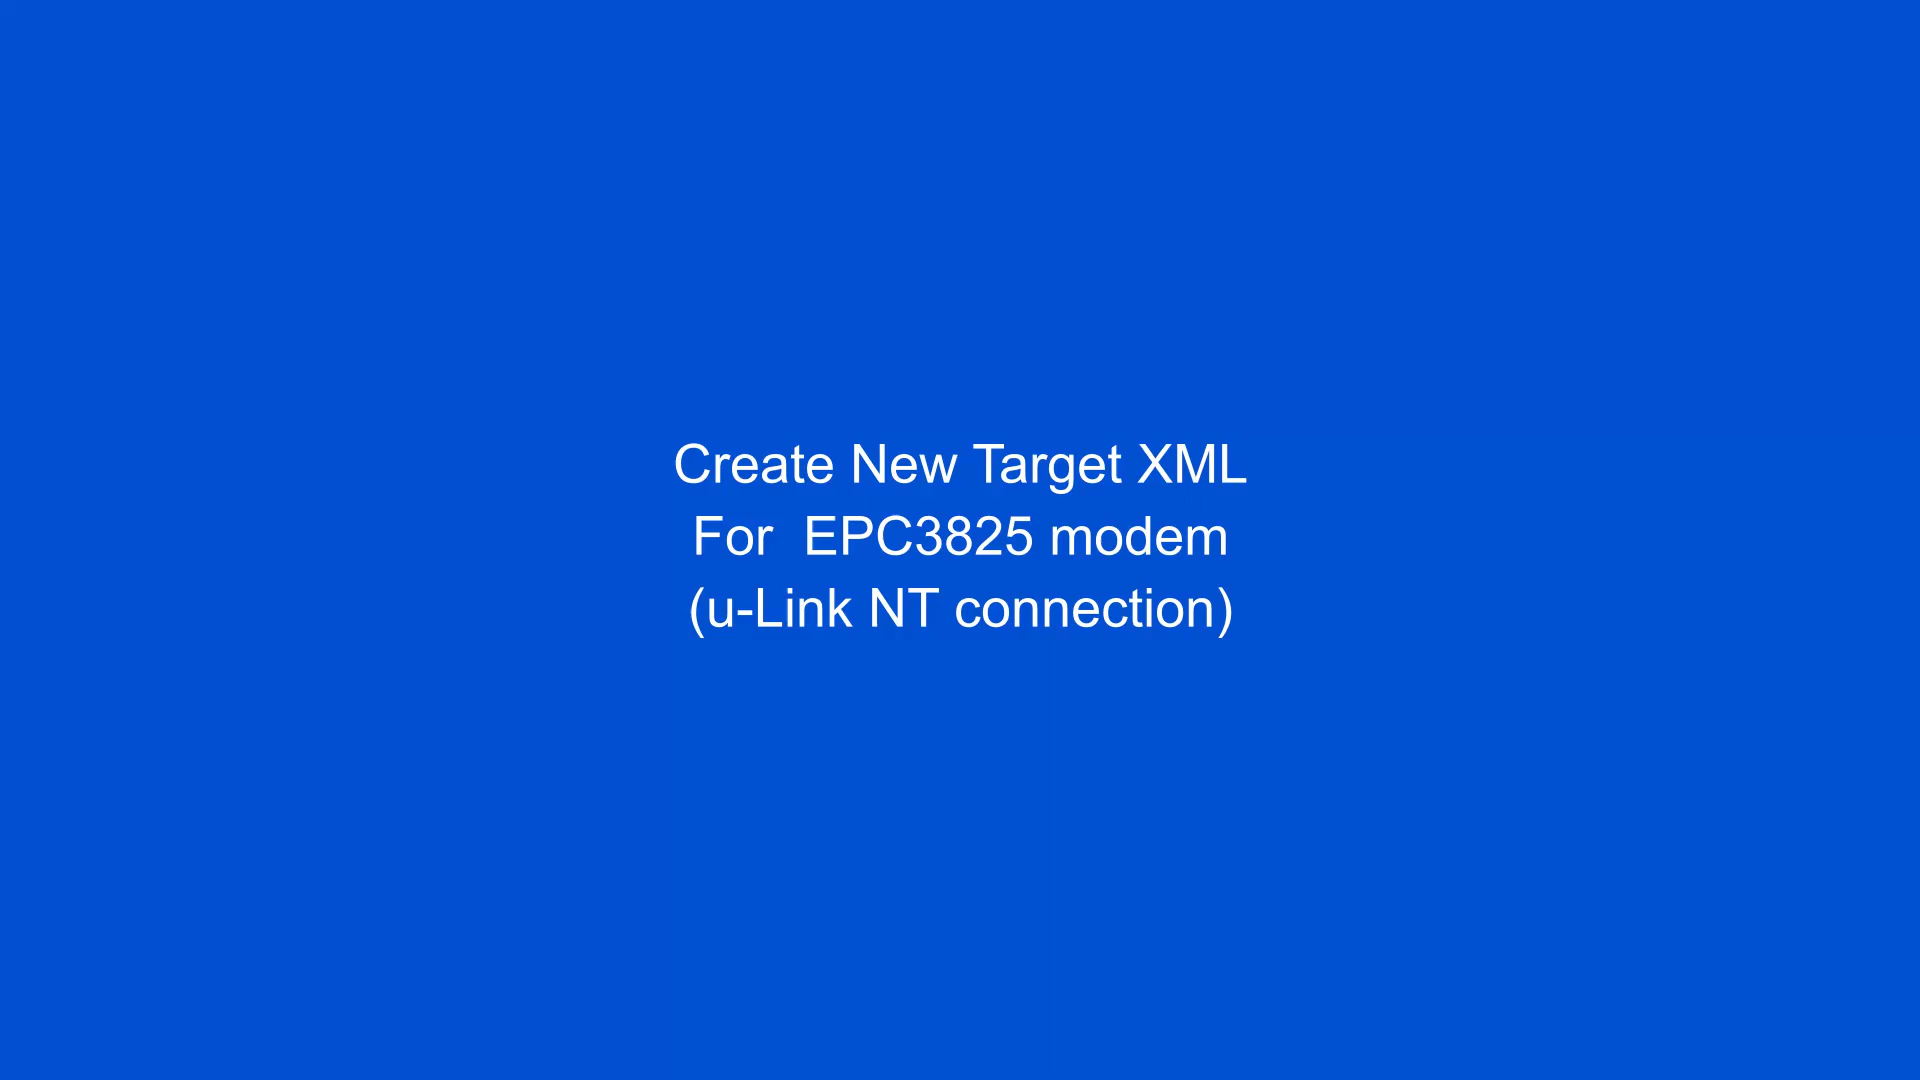 Create New Target XML
For  EPC3825 modem
(u-Link NT connection)